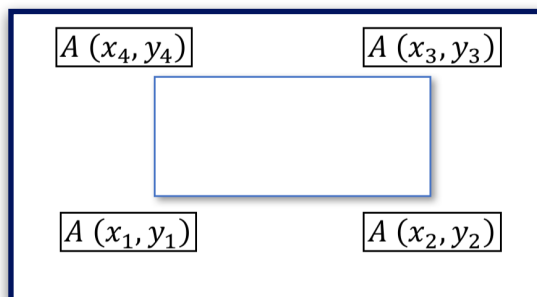 A (x₄, y₄)
A (x₃, y₃)
A (x₁, y₁)
A (x₂, y₂)